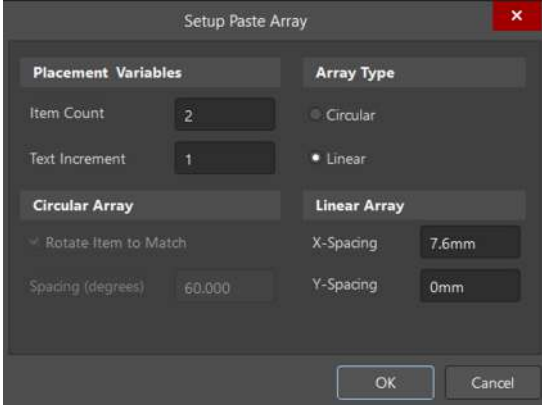 Setup Paste Array
Placement Variables
Item Count 2
Text Increment 1
Array Type
Circular
Linear
Circular Array
Rotate Item to Match
Spacing (degrees) 60.000
Linear Array
X-Spacing 7.6mm
Y-Spacing 0mm
OK Cancel